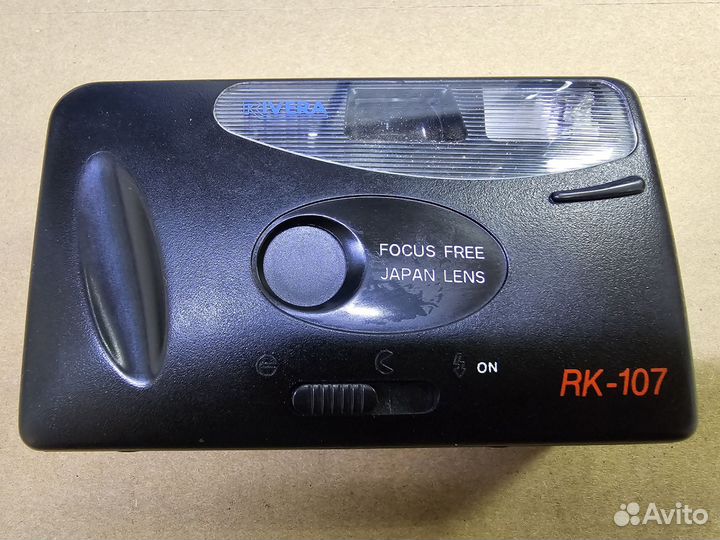 RIVERA
FOCUS FREE
JAPAN LENS
ON
RK-107
Avito